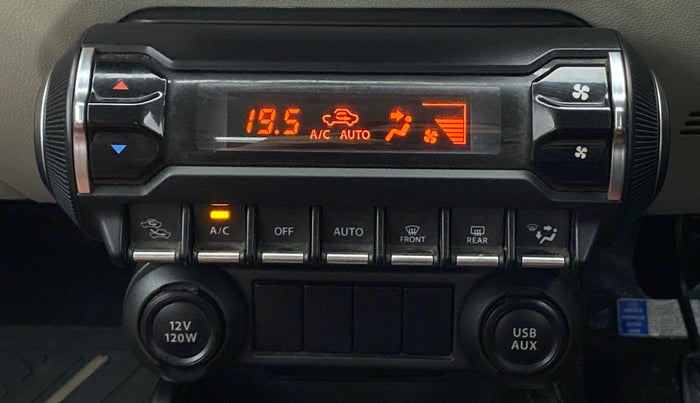 19.5
A/C AUTO
A/C
OFF
AUTO
FRONT
REAR
12V
120W
USB
AUX